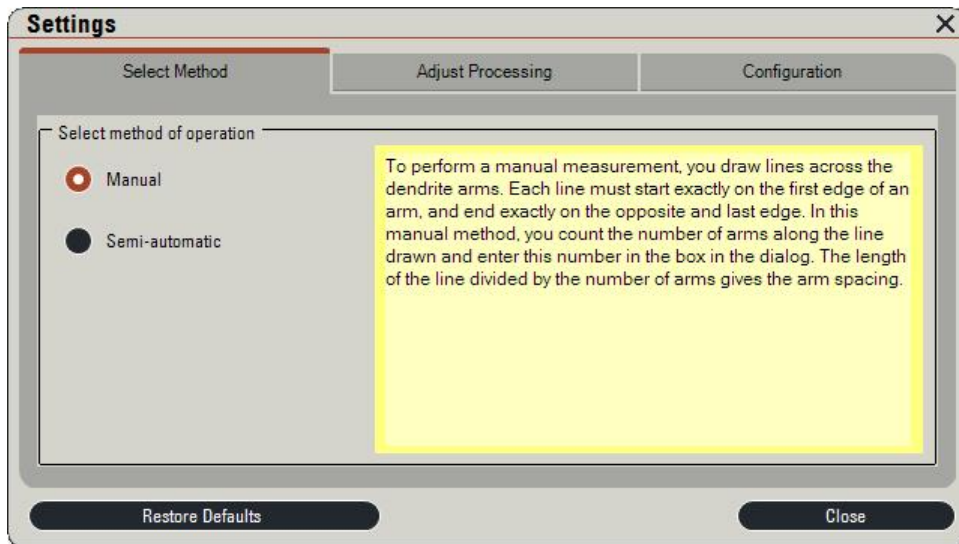 Settings
Select Method
Adjust Processing
Configuration
Select method of operation
Manual
Semi-automatic
To perform a manual measurement, you draw lines across the
dendrite arms. Each line must start exactly on the first edge of an
arm, and end exactly on the opposite and last edge. In this
manual method, you count the number of arms along the line
drawn and enter this number in the box in the dialog. The length
of the line divided by the number of arms gives the arm spacing.
Restore Defaults
Close